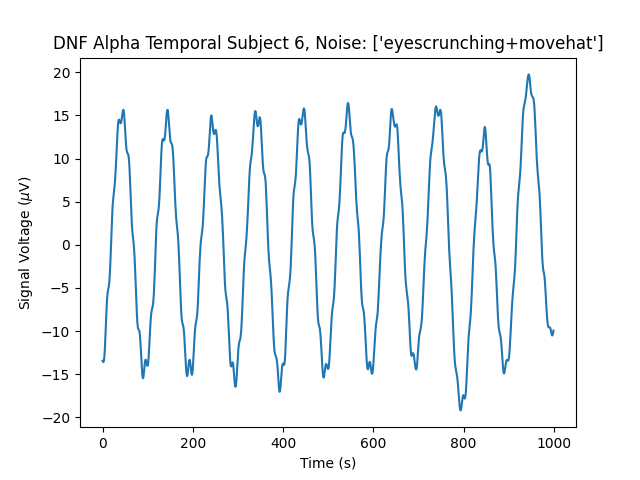 DNF Alpha Temporal Subject 6, Noise: ['eyescrunching+movehat']
20
15
10
5
0
−5
−10
−15
−20
Signal Voltage (μV)
0 200 400 600 800 1000
Time (s)